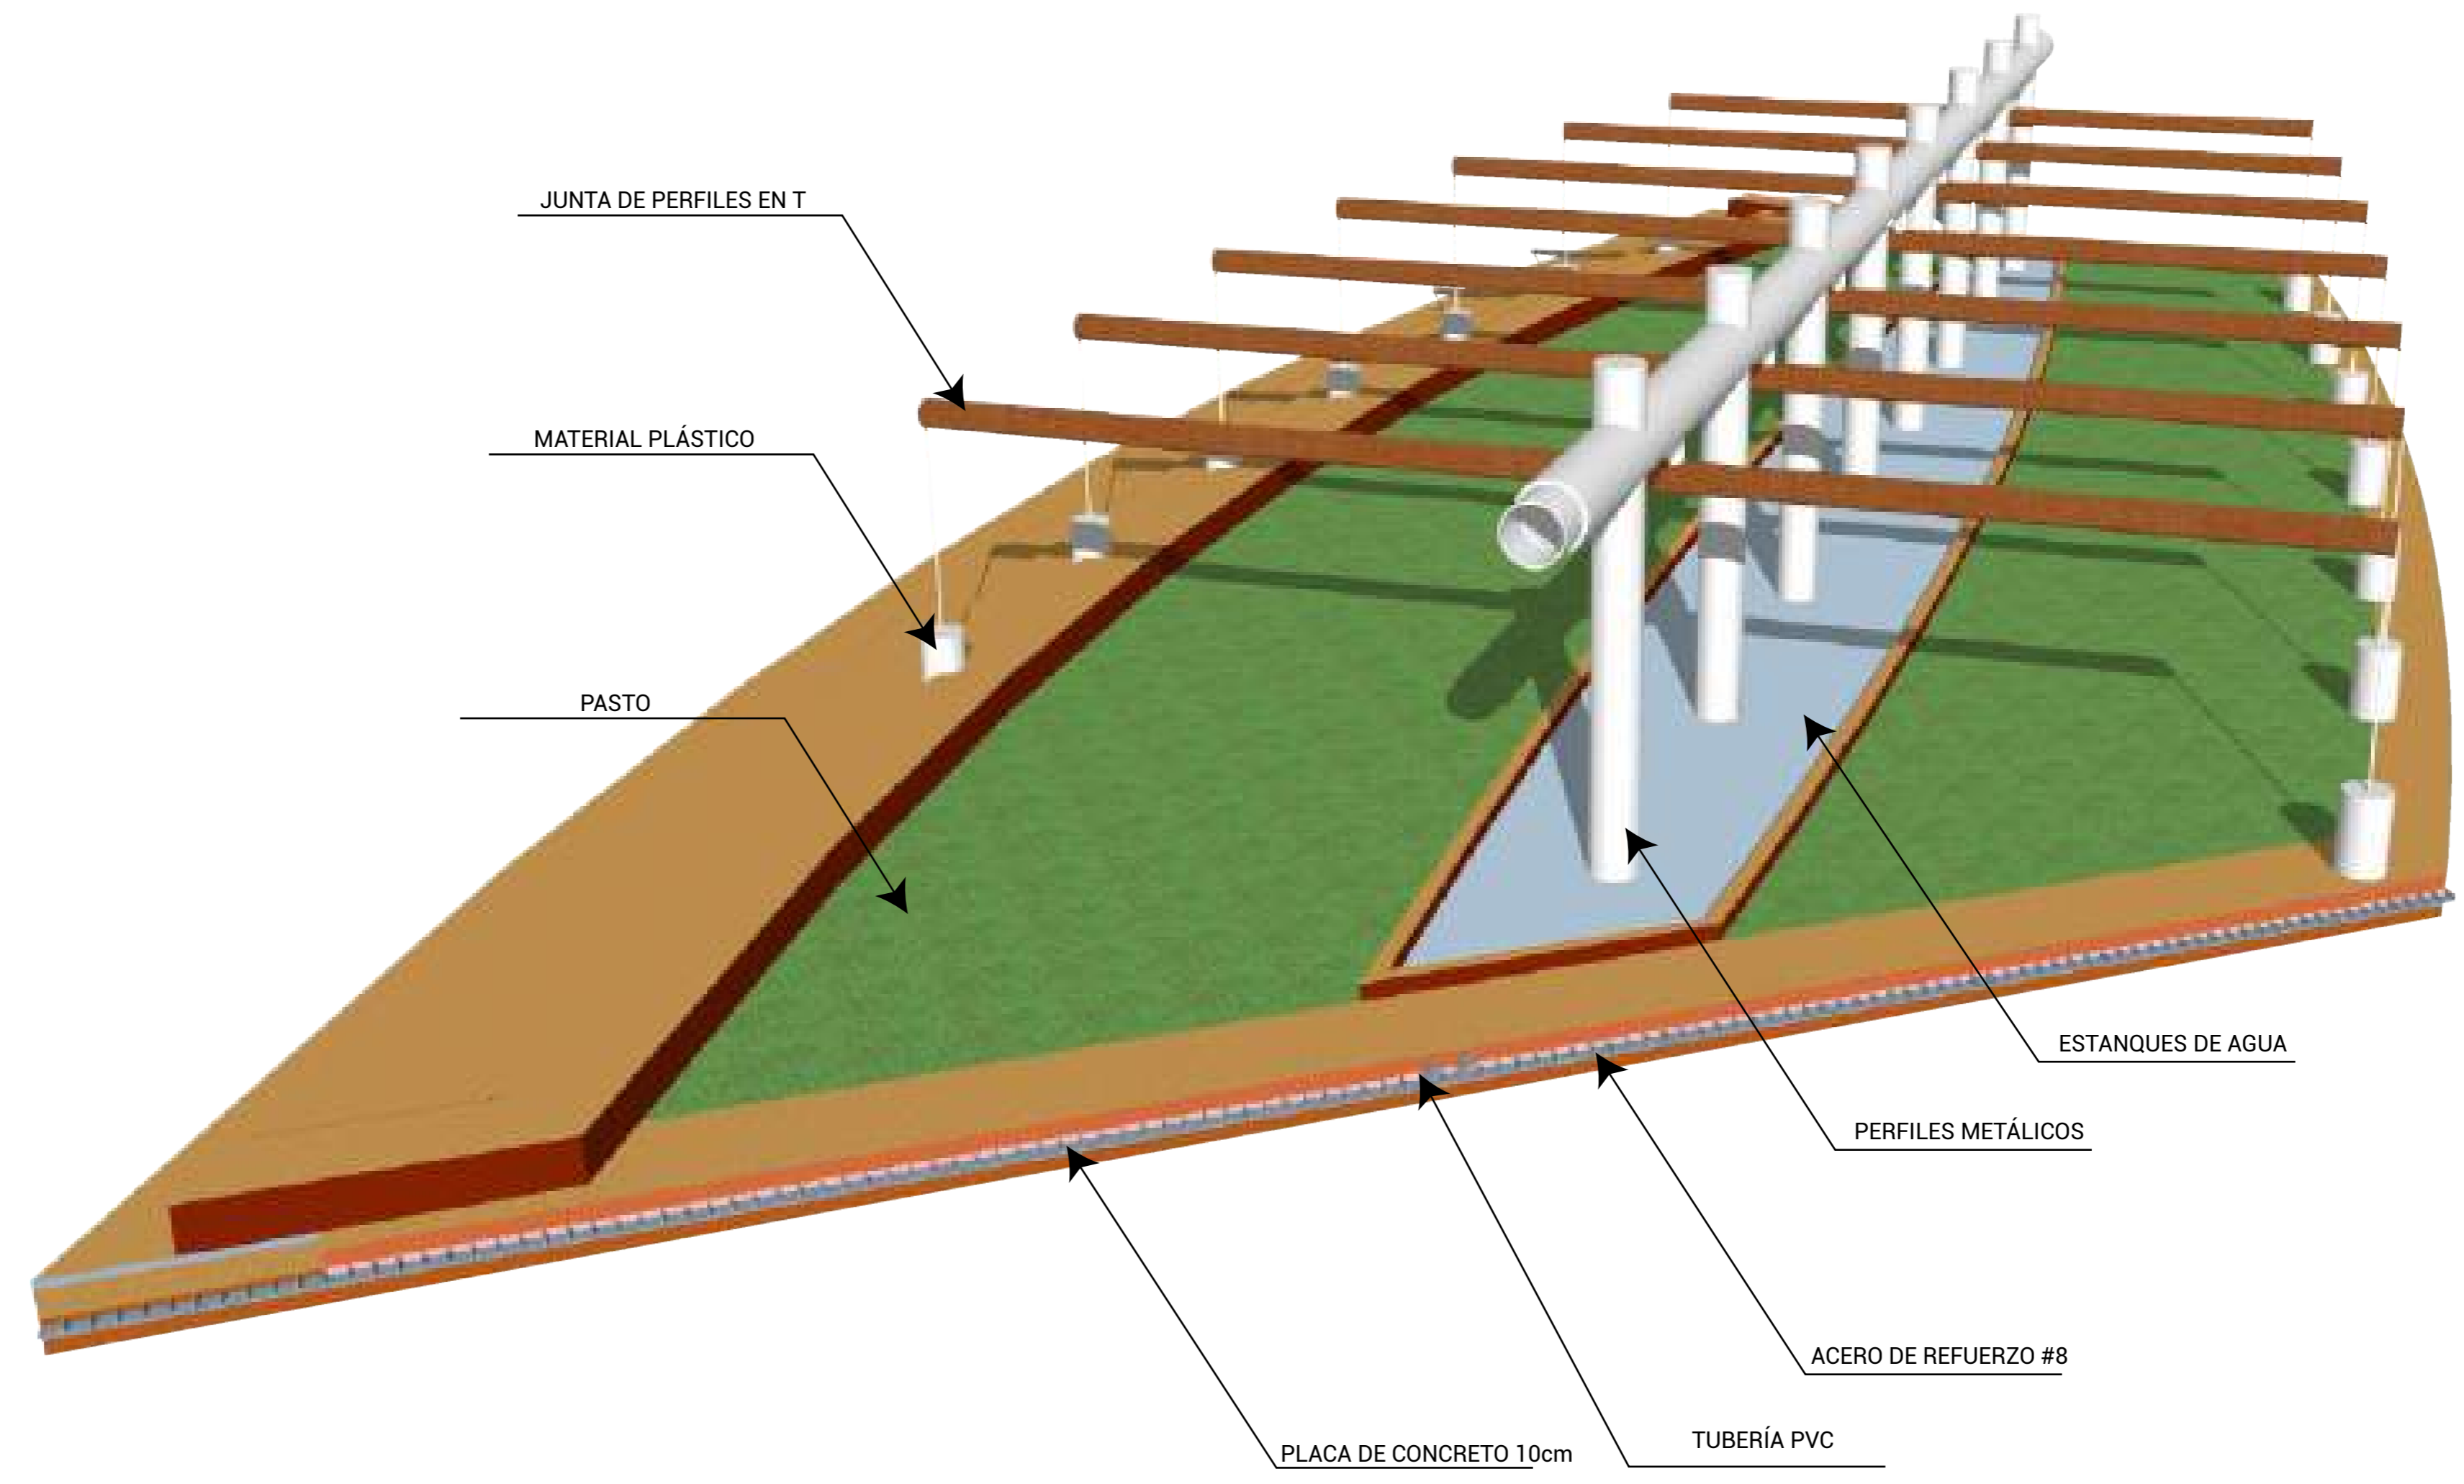 JUNTA DE PERFILES EN T
MATERIAL PLÁSTICO
PASTO
ESTANQUES DE AGUA
PERFILES METÁLICOS
ACERO DE REFUERZO #8
TUBERÍA PVC
PLACA DE CONCRETO 10cm